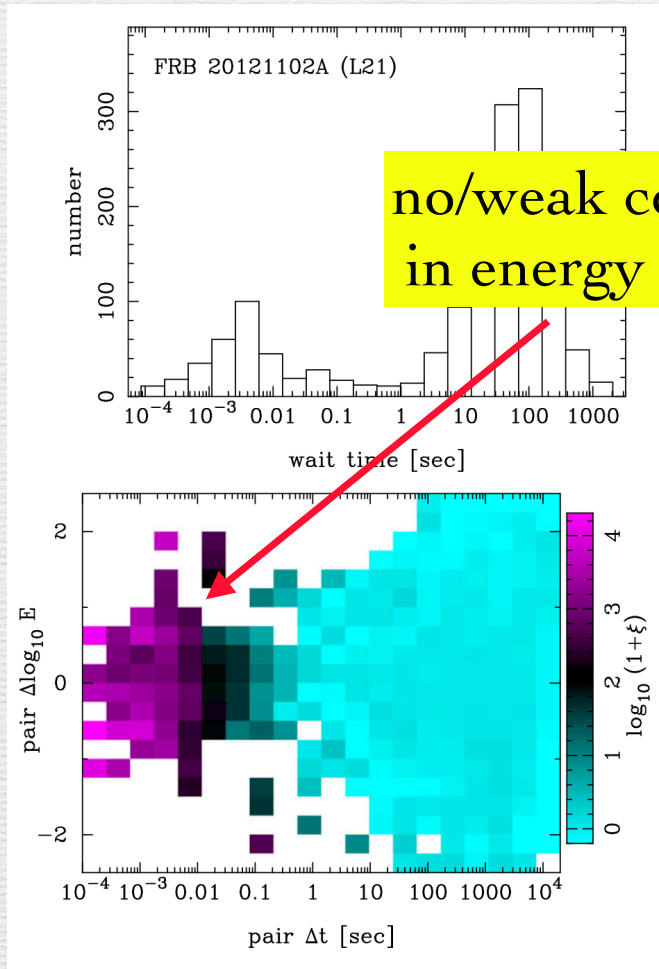 FRB 20121102A (L21)
number
0
100
200
300
no/weak
in energy
10⁻⁴ 10⁻³ 0.01 0.1 1 10 100 1000
wait time [sec]
pair Δlog₁₀ E
2
0
−2
10⁻⁴ 10⁻³ 0.01 0.1 1 10 100 1000 10⁴
pair Δt [sec]
0 1 2 3 4
log₁₀ (1+ξ)